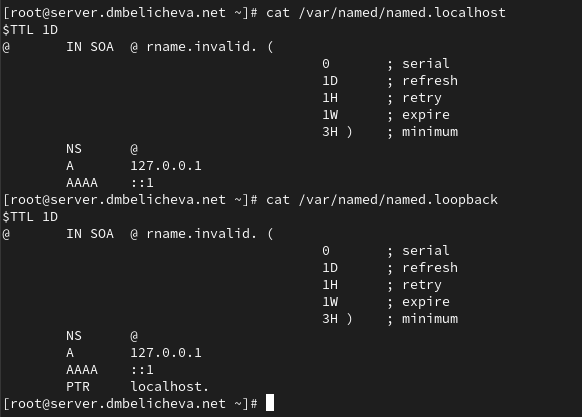 [root@server.dmbelicheva.net ~]# cat /var/named/named.localhost
$TTL 1D
@       IN SOA  @ rname.invalid. (
                                        0       ; serial
                                        1D      ; refresh
                                        1H      ; retry
                                        1W      ; expire
                                        3H )    ; minimum
        NS      @
        A       127.0.0.1
        AAAA    ::1
[root@server.dmbelicheva.net ~]# cat /var/named/named.loopback
$TTL 1D
@       IN SOA  @ rname.invalid. (
                                        0       ; serial
                                        1D      ; refresh
                                        1H      ; retry
                                        1W      ; expire
                                        3H )    ; minimum
        NS      @
        A       127.0.0.1
        AAAA    ::1
        PTR     localhost.
[root@server.dmbelicheva.net ~]#